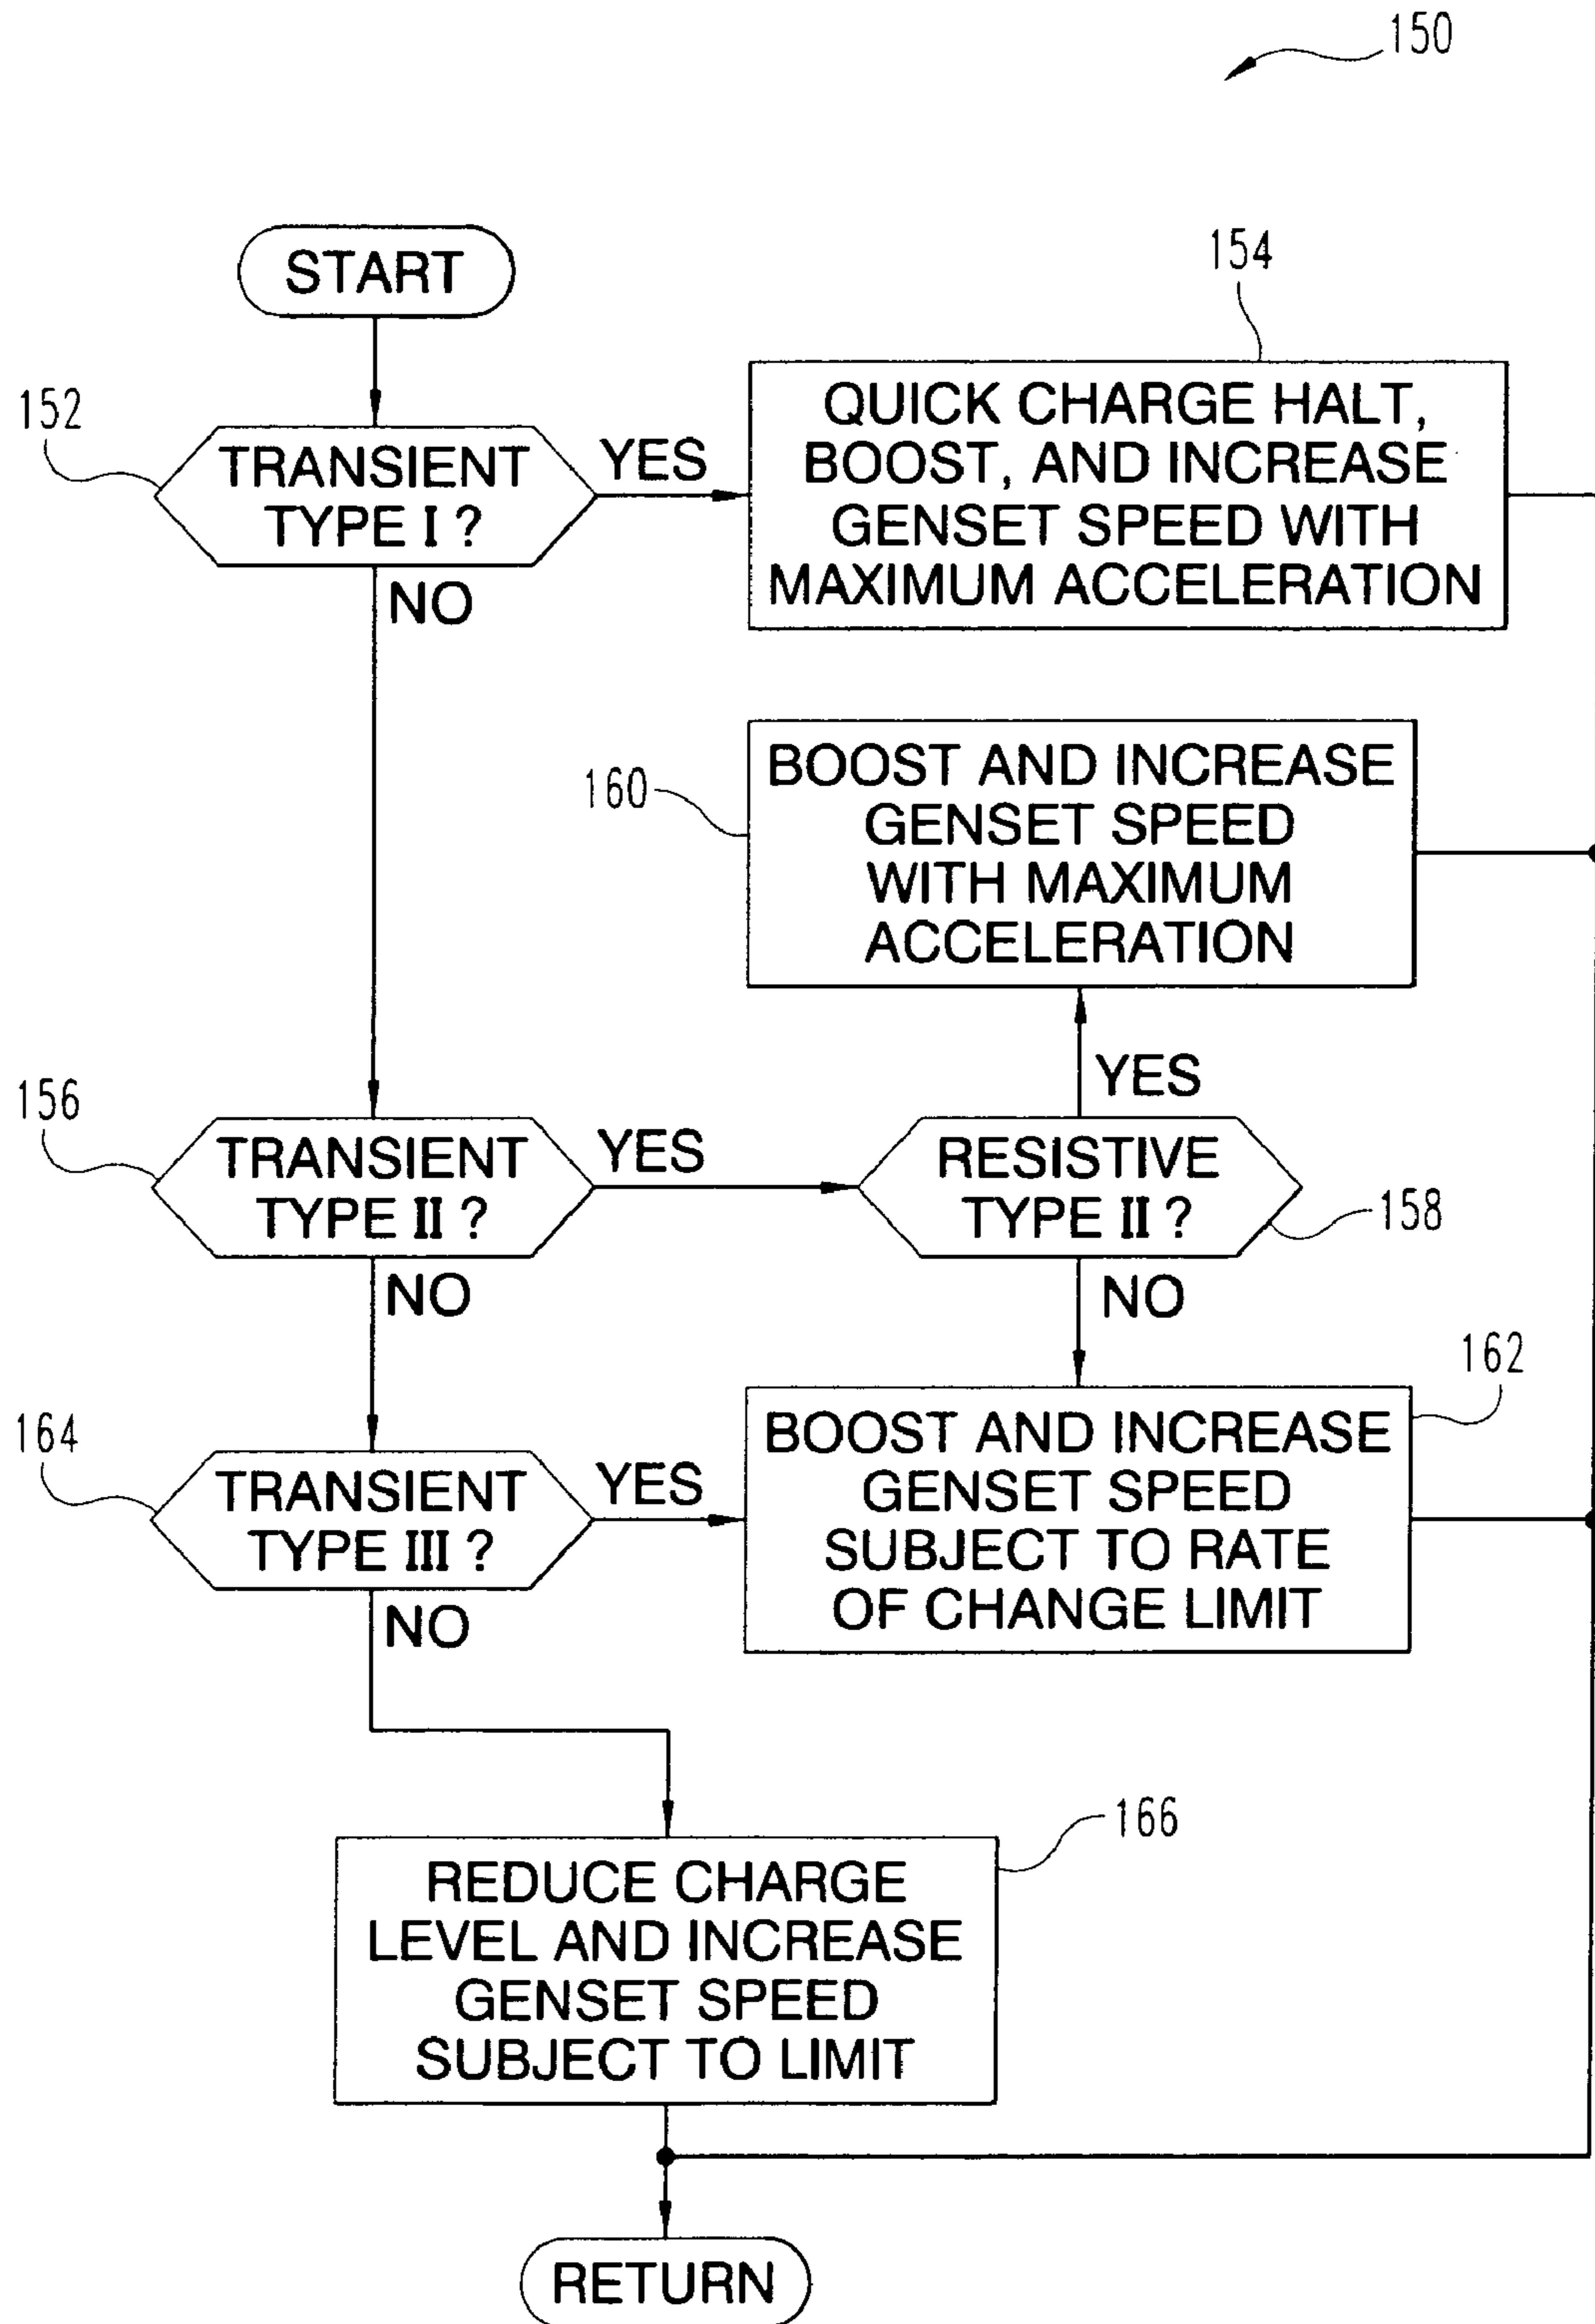 150
START
154
152
TRANSIENT
TYPE I ?
YES
NO
QUICK CHARGE HALT,
BOOST, AND INCREASE
GENSET SPEED WITH
MAXIMUM ACCELERATION
160
BOOST AND INCREASE
GENSET SPEED
WITH MAXIMUM
ACCELERATION
YES
156
TRANSIENT
TYPE II ?
YES
NO
RESISTIVE
TYPE II ?
158
NO
162
164
TRANSIENT
TYPE III ?
YES
NO
BOOST AND INCREASE
GENSET SPEED
SUBJECT TO RATE
OF CHANGE LIMIT
166
REDUCE CHARGE
LEVEL AND INCREASE
GENSET SPEED
SUBJECT TO LIMIT
RETURN